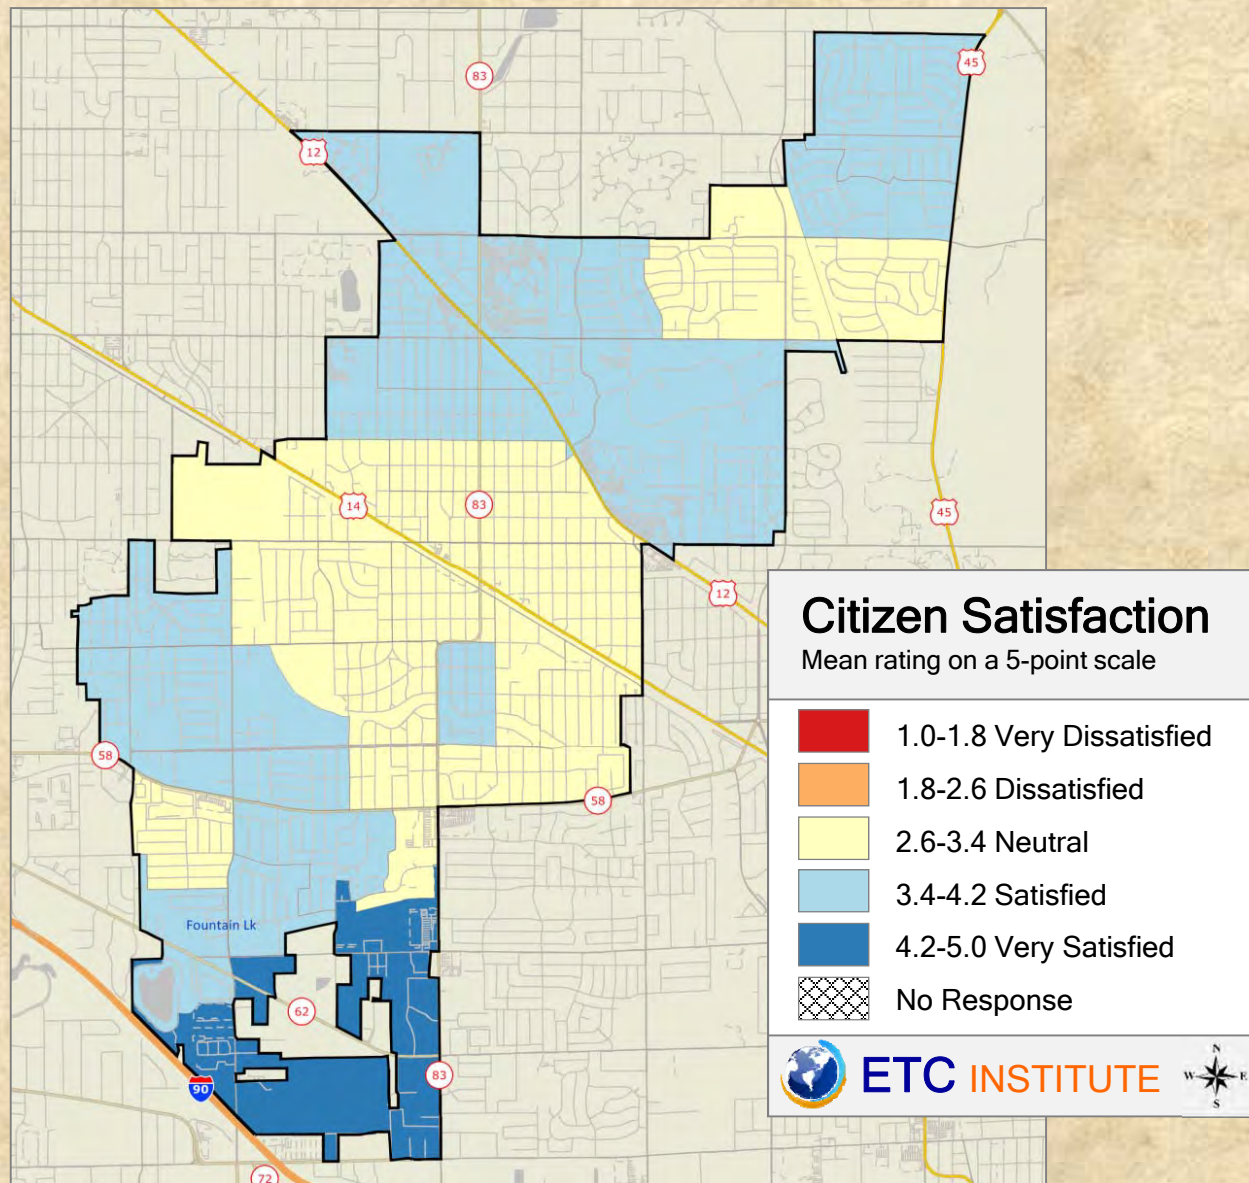 83
45
12
14
83
45
12
58
58
Fountain Lk
62
90
83
72
Citizen Satisfaction
Mean rating on a 5-point scale
1.0-1.8 Very Dissatisfied
1.8-2.6 Dissatisfied
2.6-3.4 Neutral
3.4-4.2 Satisfied
4.2-5.0 Very Satisfied
No Response
ETC INSTITUTE
N
W E
S